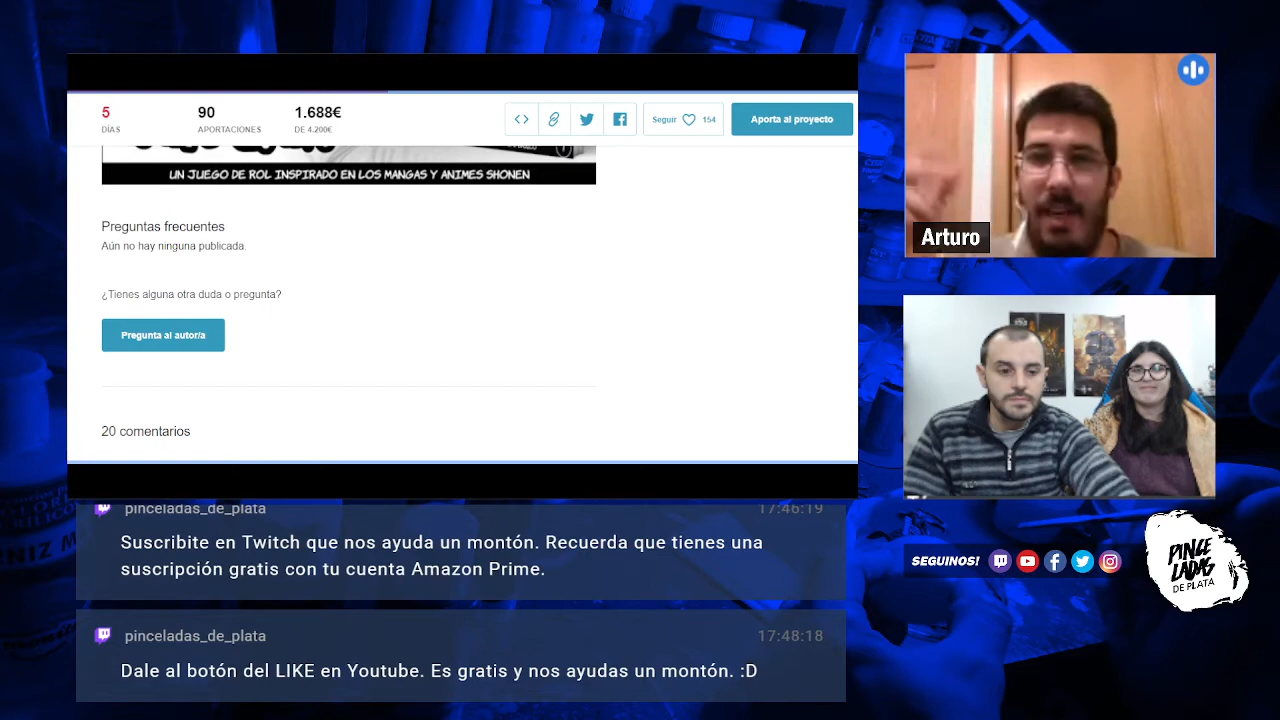 5
DÍAS
90
APORTACIONES
1.688€
DE 4.200€
Seguir
154
Aporta al proyecto
UN JUEGO DE ROL INSPIRADO EN LOS MANGAS Y ANIMES SHONEN
Preguntas frecuentes
Aún no hay ninguna publicada.
¿Tienes alguna otra duda o pregunta?
Pregunta al autor/a
20 comentarios
Arturo
pinceladas_de_plata
17:46:19
Suscribite en Twitch que nos ayuda un montón. Recuerda que tienes una
suscripción gratis con tu cuenta Amazon Prime.
pinceladas_de_plata
17:48:18
Dale al botón del LIKE en Youtube. Es gratis y nos ayudas un montón. :D
SEGUINOS!
PINCE
LADAS
DE PLATA